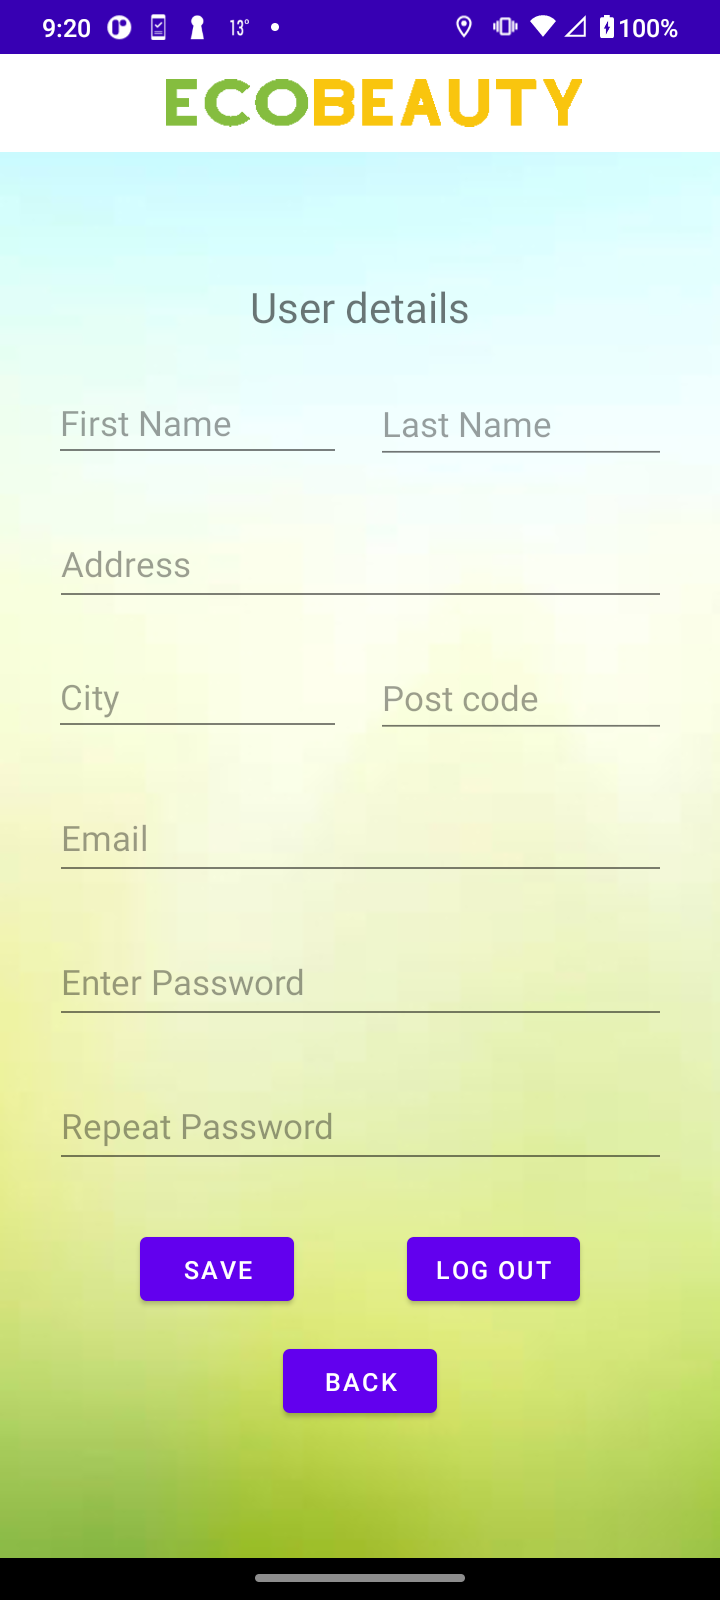 9:20 13° 100%
ECOBEAUTY
User details
First Name Last Name
Address
City Post code
Email
Enter Password
Repeat Password
SAVE LOG OUT
BACK